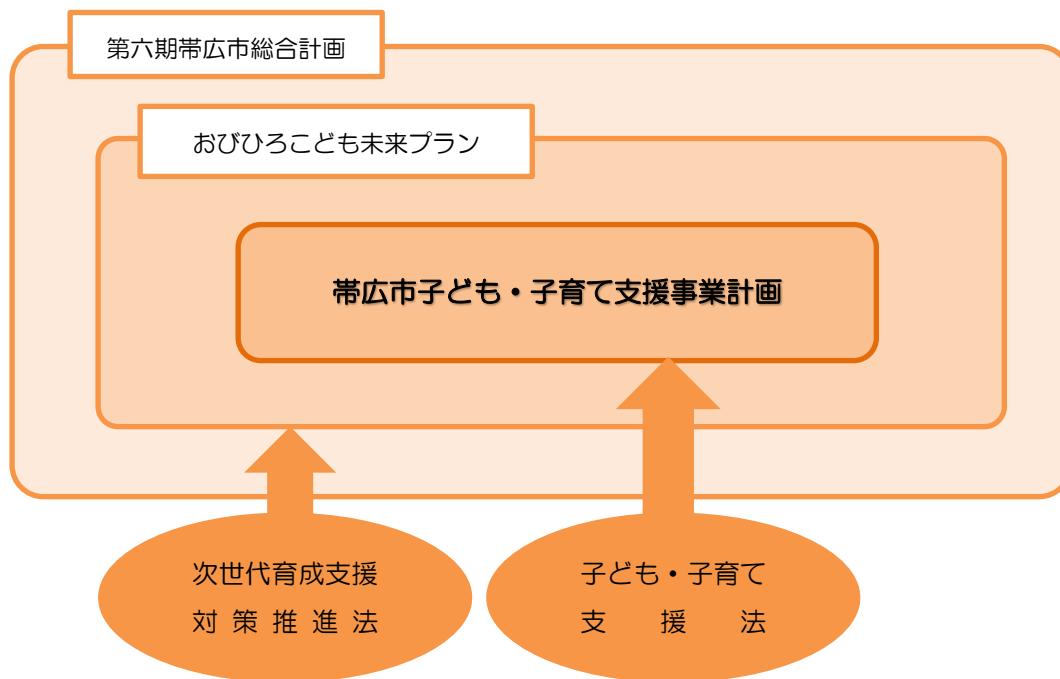 第六期帯広市総合計画
おびひろこども未来プラン
帯広市子ども・子育て支援事業計画
次世代育成支援
対策推進法
子ども・子育て
支援法